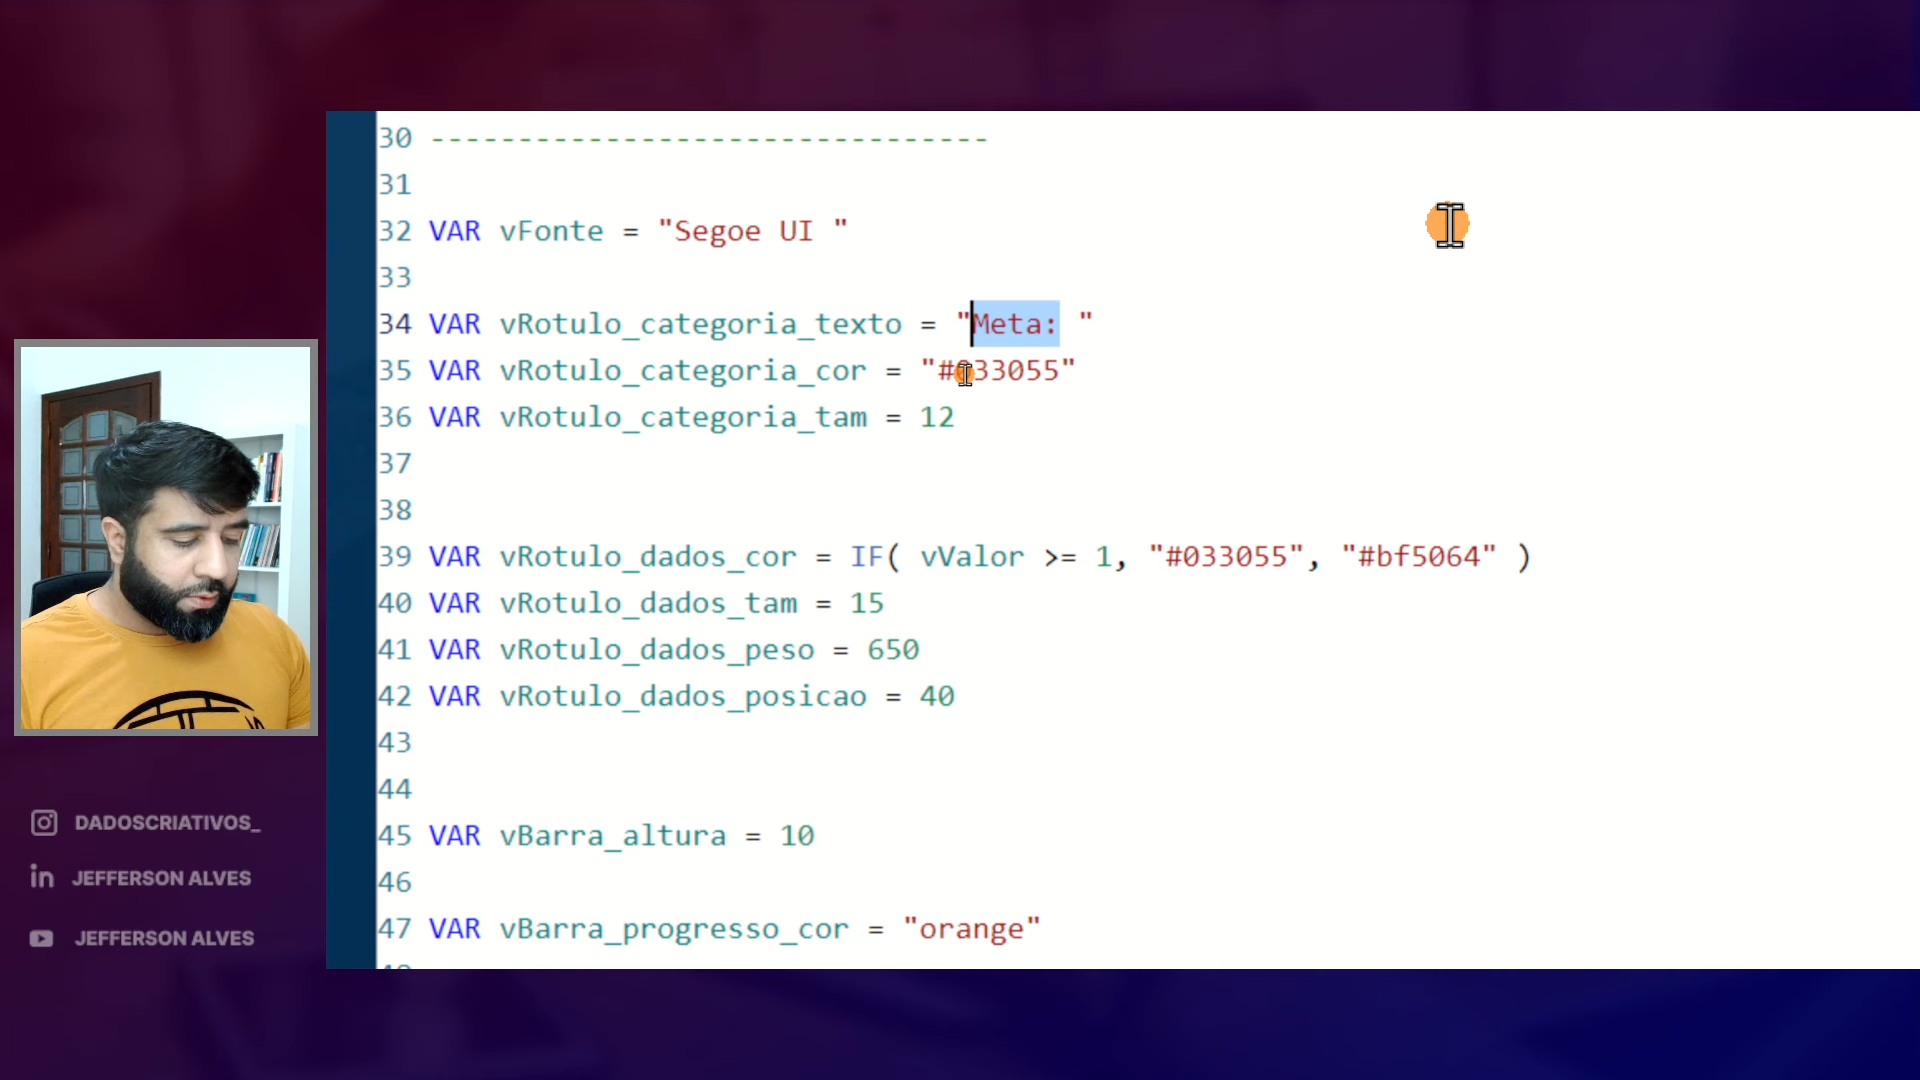 30 --------------------------------
31
32 VAR vFonte = "Segoe UI "
33
34 VAR vRotulo_categoria_texto = "Meta: "
35 VAR vRotulo_categoria_cor = "#033055"
36 VAR vRotulo_categoria_tam = 12
37
38
39 VAR vRotulo_dados_cor = IF( vValor >= 1, "#033055", "#bf5064" )
40 VAR vRotulo_dados_tam = 15
41 VAR vRotulo_dados_peso = 650
42 VAR vRotulo_dados_posicao = 40
43
44
45 VAR vBarra_altura = 10
46
47 VAR vBarra_progresso_cor = "orange"
DADOSCRIATIVOS_
in JEFFERSON ALVES
JEFFERSON ALVES